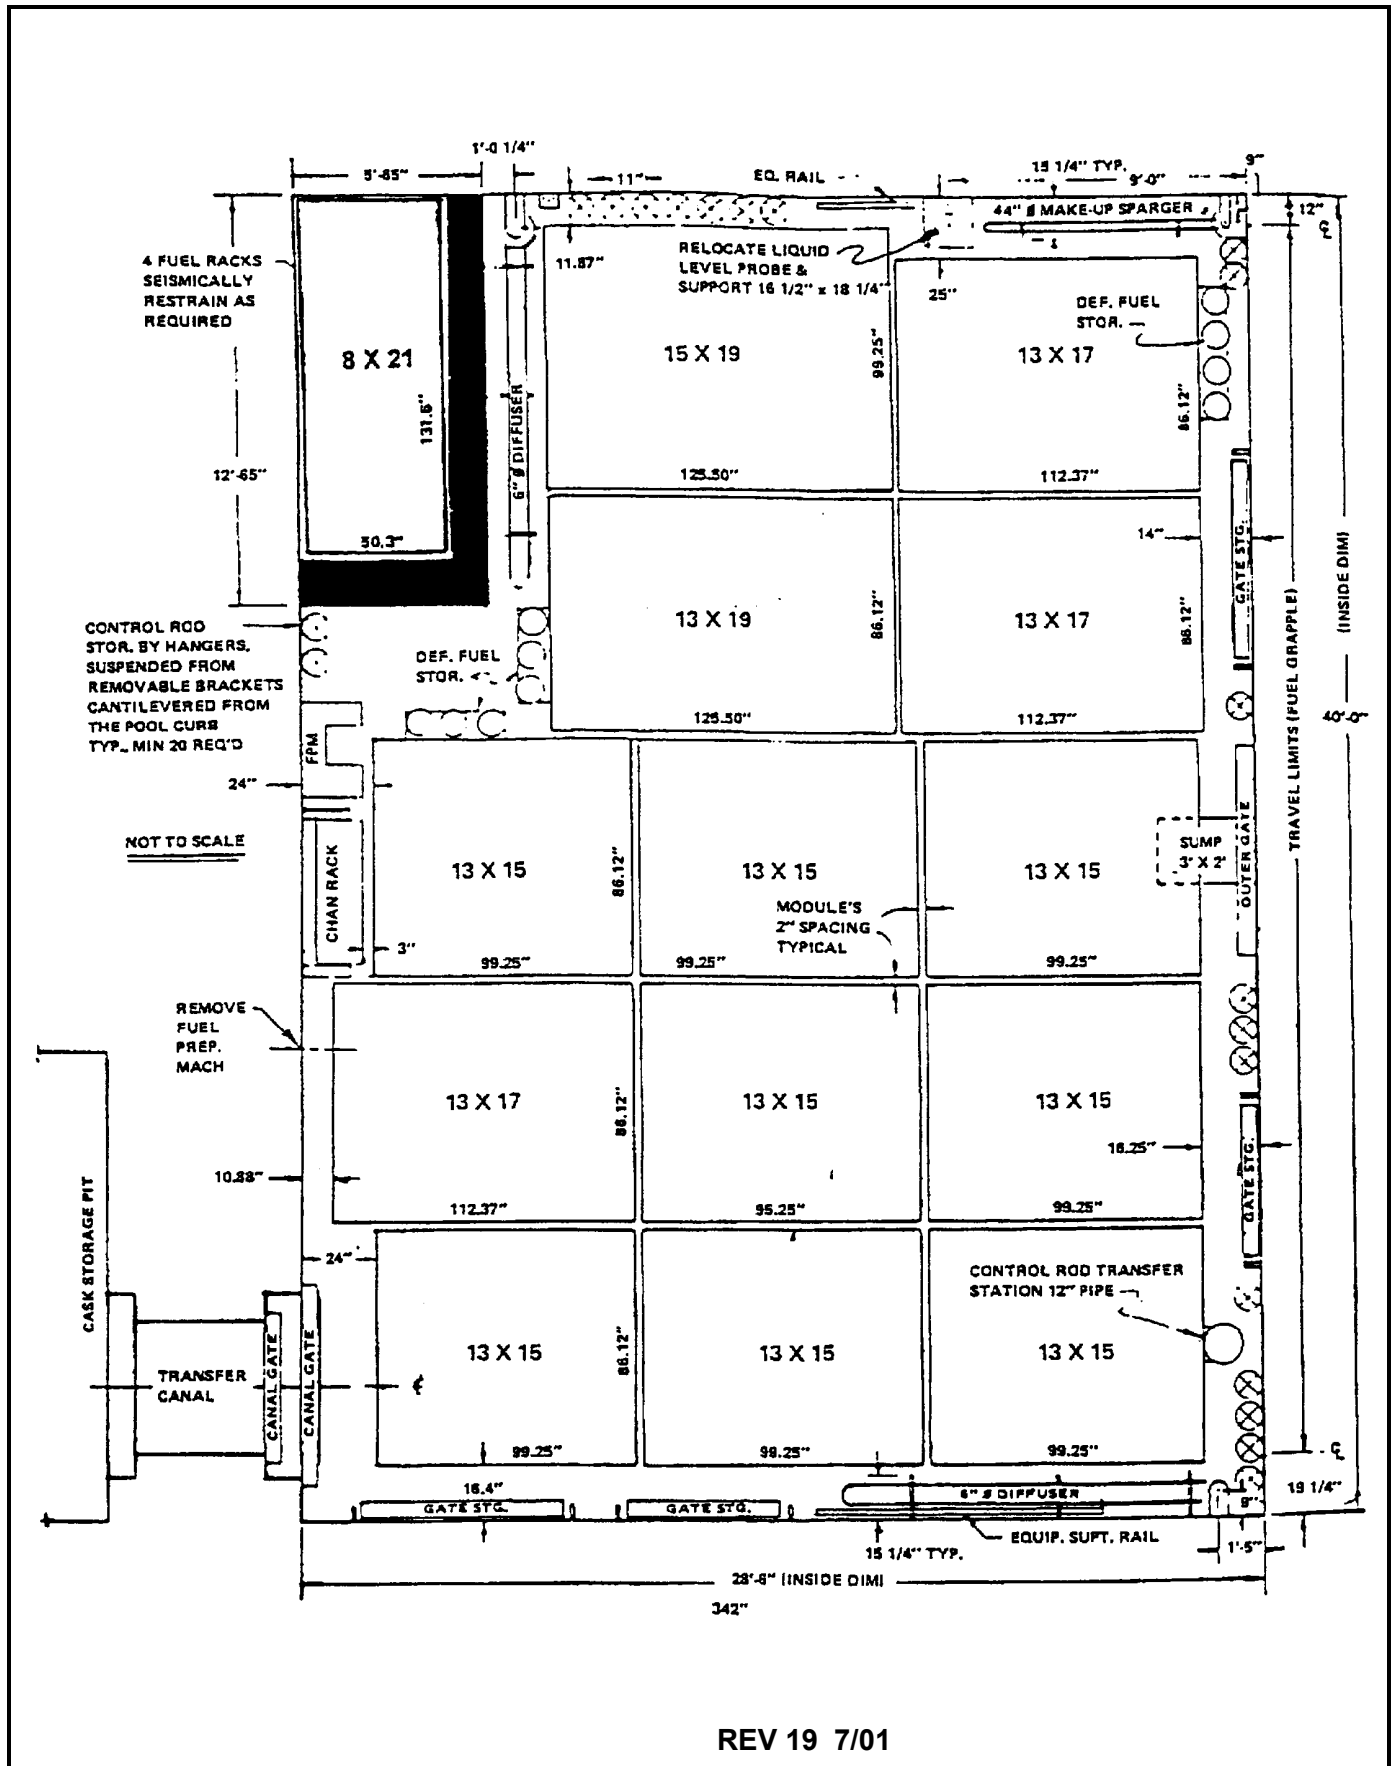 1'-0 1/4"
5'-65"
11"
EQ. RAIL
15 1/4" TYP.
9'-0"
9"
44" Ø MAKE-UP SPARGER
12"
4 FUEL RACKS
SEISMICALLY
RESTRAIN AS
REQUIRED
RELOCATE LIQUID
LEVEL PROBE &
SUPPORT 16 1/2" x 18 1/4"
11.87"
25"
DEF. FUEL
STOR.
8 X 21
131.6"
50.3"
12'-65"
6" Ø DIFFUSER
15 X 19
99.25"
125.50"
13 X 17
86.12"
112.37"
14"
GATE STG.
TRAVEL LIMITS (FUEL GRAPPLE)
(INSIDE DIM)
40'-0"
CONTROL ROD
STOR. BY HANGERS,
SUSPENDED FROM
REMOVABLE BRACKETS
CANTILEVERED FROM
THE POOL CURB
TYP., MIN 20 REQ'D
DEF. FUEL
STOR.
13 X 19
86.12"
125.50"
13 X 17
86.12"
112.37"
FPM
24"
NOT TO SCALE
CHAN RACK
3"
13 X 15
86.12"
99.25"
13 X 15
99.25"
MODULE'S
2" SPACING
TYPICAL
13 X 15
99.25"
SUMP
3' X 2'
OUTER GATE
REMOVE
FUEL
PREP.
MACH
10.88"
13 X 17
86.12"
112.37"
13 X 15
95.25"
13 X 15
99.25"
16.25"
GATE STG.
CASK STORAGE PIT
TRANSFER
CANAL
CANAL GATE
CANAL GATE
24"
13 X 15
86.12"
99.25"
13 X 15
99.25"
CONTROL ROD TRANSFER
STATION 12" PIPE
13 X 15
99.25"
16.4"
GATE STG.
GATE STG.
6" Ø DIFFUSER
9"
19 1/4"
EQUIP. SUPT. RAIL
15 1/4" TYP.
1'-5"
28'-6" (INSIDE DIM)
342"
REV 19 7/01